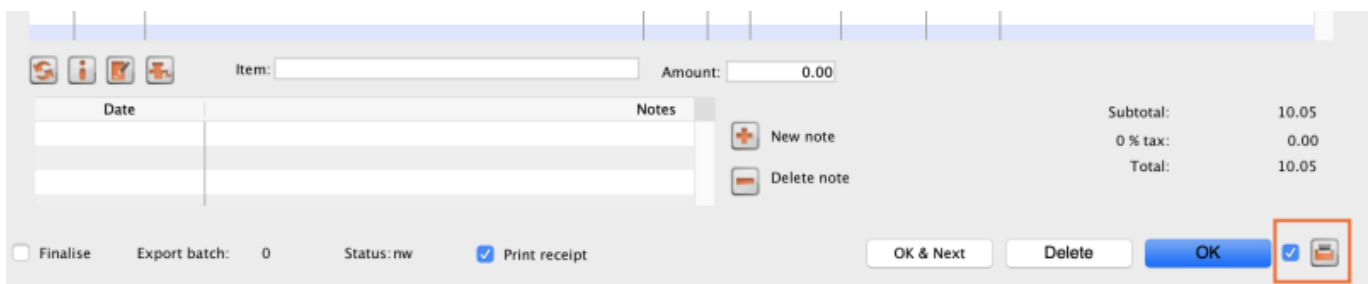 Item: Amount: 0.00
Date Notes
Subtotal: 10.05
New note
0 % tax: 0.00
Total: 10.05
Delete note
Finalise Export batch: 0 Status: nw Print receipt OK & Next Delete OK